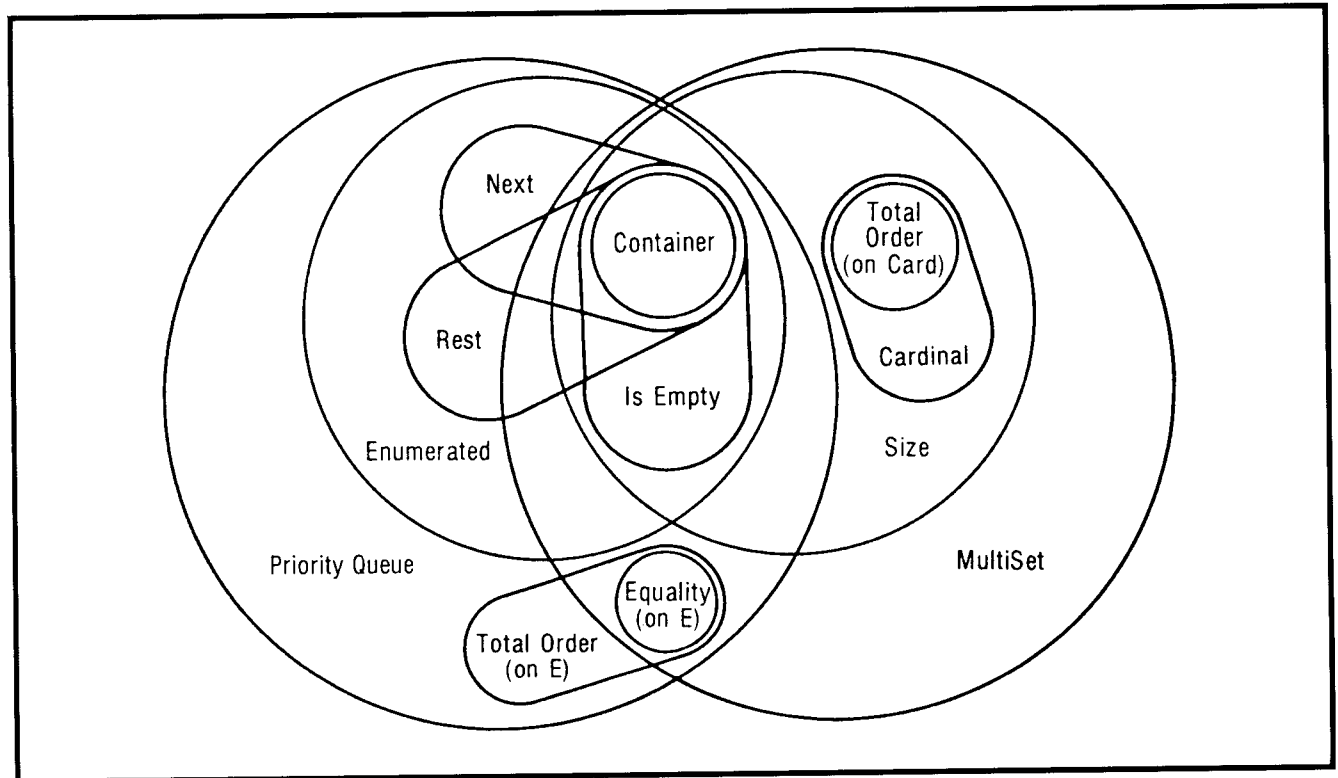 Next
Container
Total
Order
(on Card)
Rest
Cardinal
Is Empty
Enumerated
Size
Priority Queue
MultiSet
Equality
(on E)
Total Order
(on E)